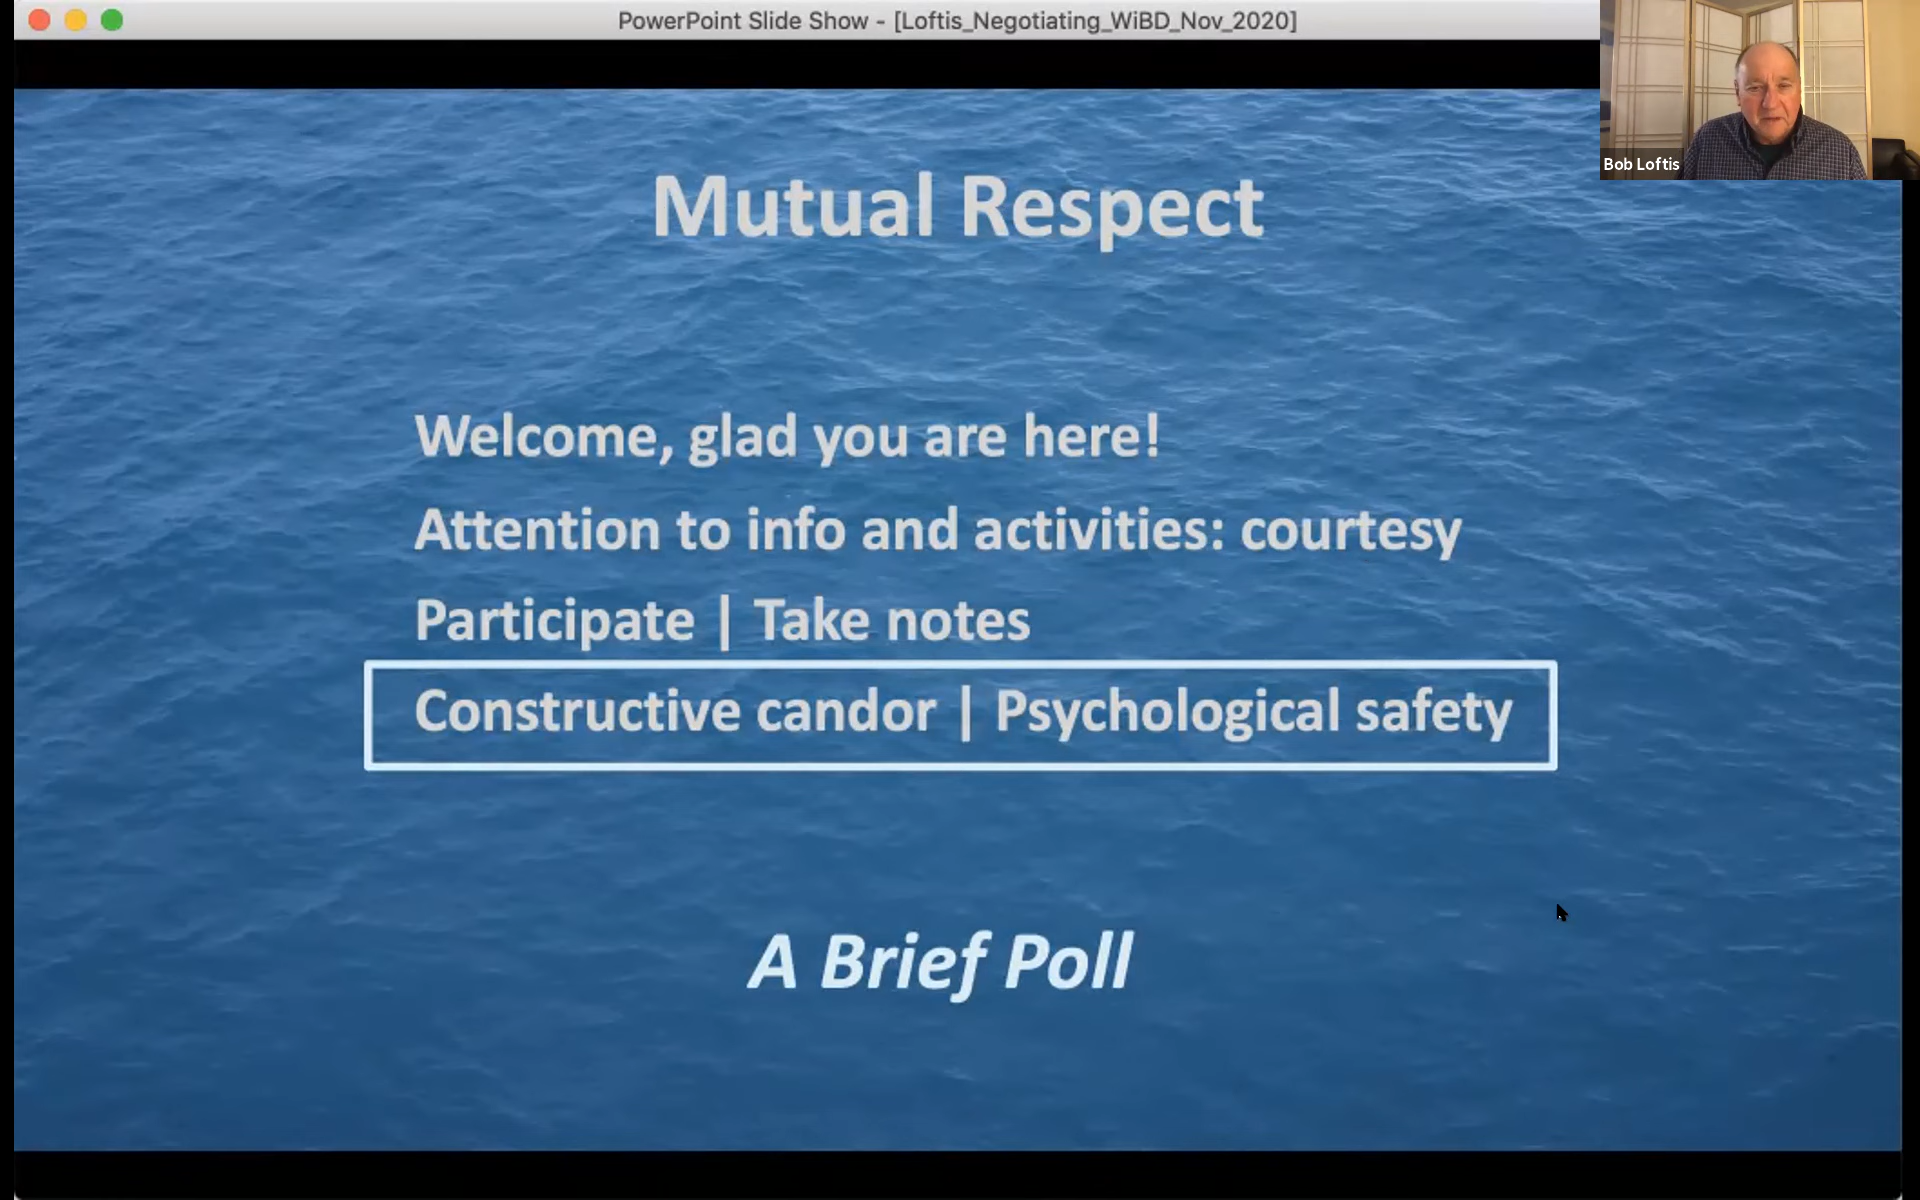 PowerPoint Slide Show - [Loftis_Negotiating_WiBD_Nov_2020]
Bob Loftis
Mutual Respect
Welcome, glad you are here!
Attention to info and activities: courtesy
Participate | Take notes
Constructive candor | Psychological safety
A Brief Poll